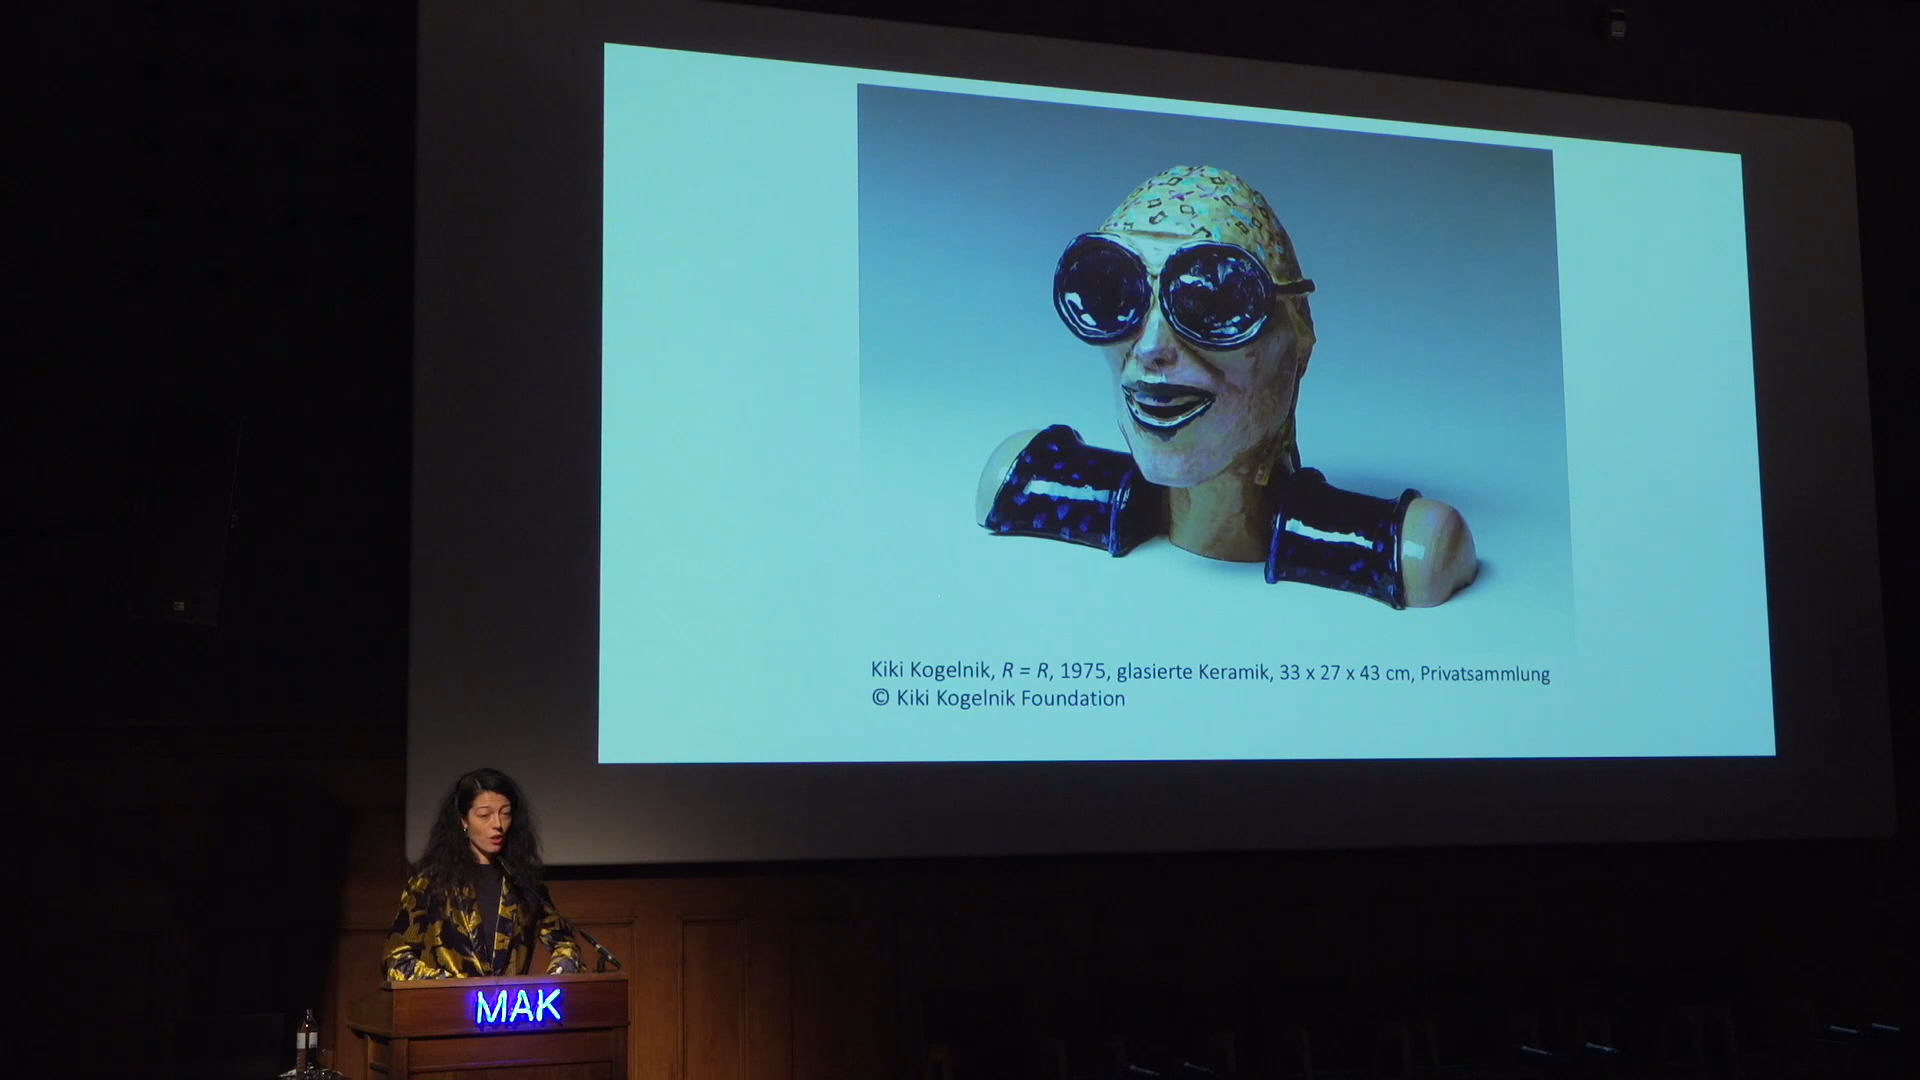 Kiki Kogelnik, R = R, 1975, glasierte Keramik, 33 x 27 x 43 cm, Privatsammlung
© Kiki Kogelnik Foundation
MAK